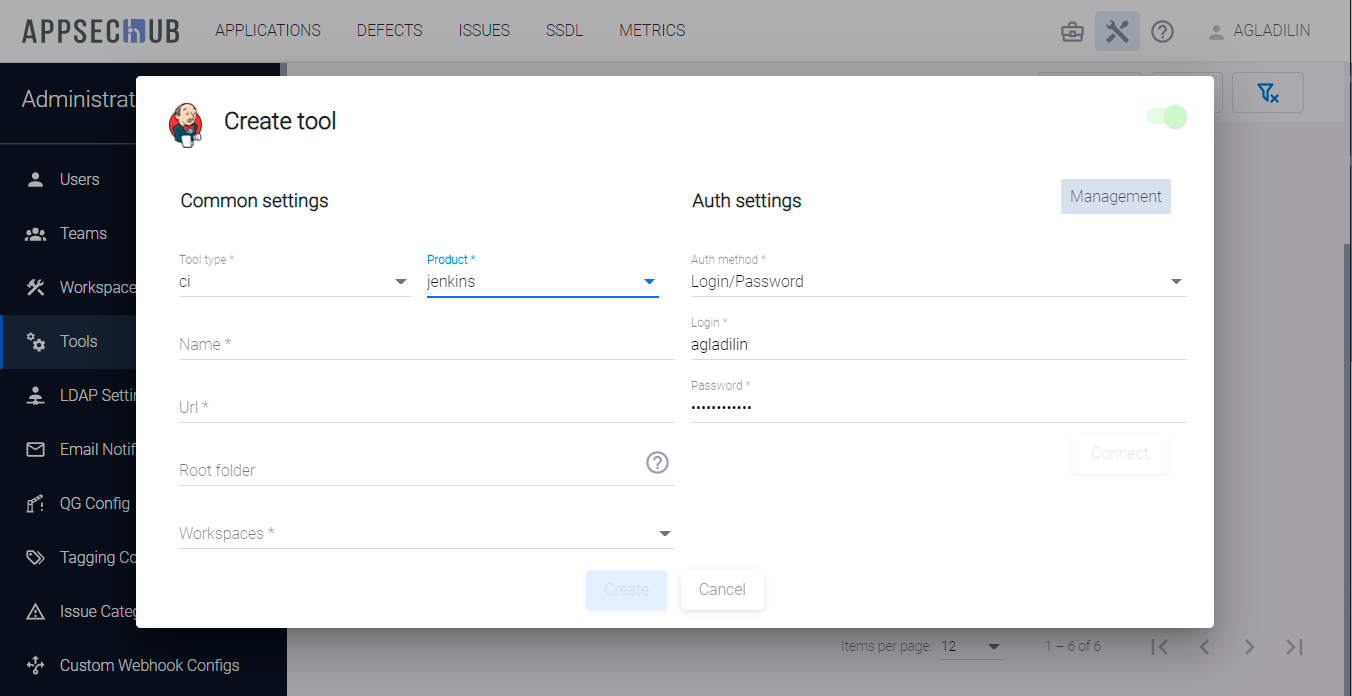 APPSECHUB APPLICATIONS DEFECTS ISSUES SSDL METRICS AGLADILIN
Administrat
Users
Teams
Workspace
Tools
LDAP Settin
Email Notif
QG Config
Tagging Co
Issue Categ
Custom Webhook Configs
Create tool
Common settings
Tool type * Product *
ci jenkins
Name *
Url *
Root folder
Workspaces *
Auth settings Management
Auth method *
Login/Password
Login *
agladilin
Password *
••••••••••••
Connect
Create Cancel
Items per page: 12 1 – 6 of 6